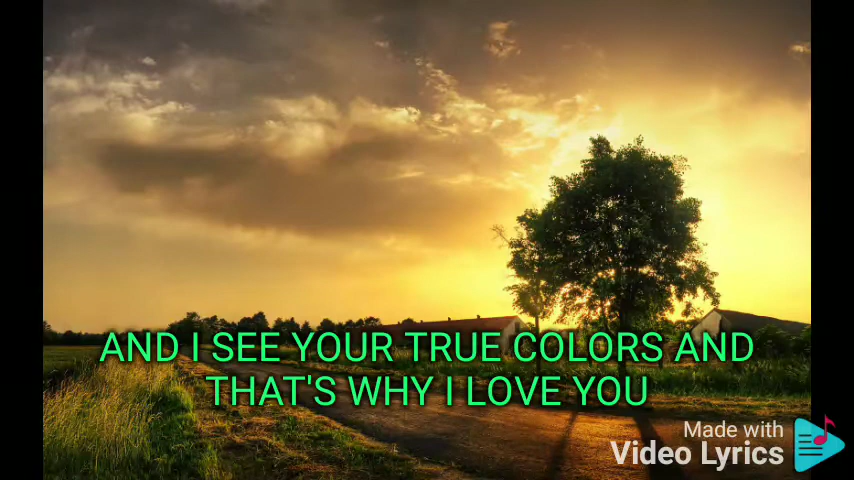 AND I SEE YOUR TRUE COLORS AND
THAT'S WHY I LOVE YOU
Made with
Video Lyrics